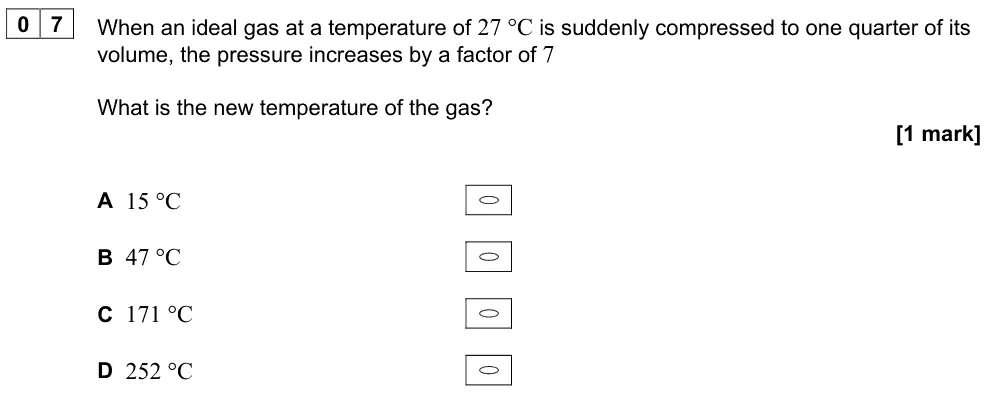 0 7 When an ideal gas at a temperature of 27 °C is suddenly compressed to one quarter of its
volume, the pressure increases by a factor of 7
What is the new temperature of the gas?
[1 mark]
A 15 °C
B 47 °C
C 171 °C
D 252 °C